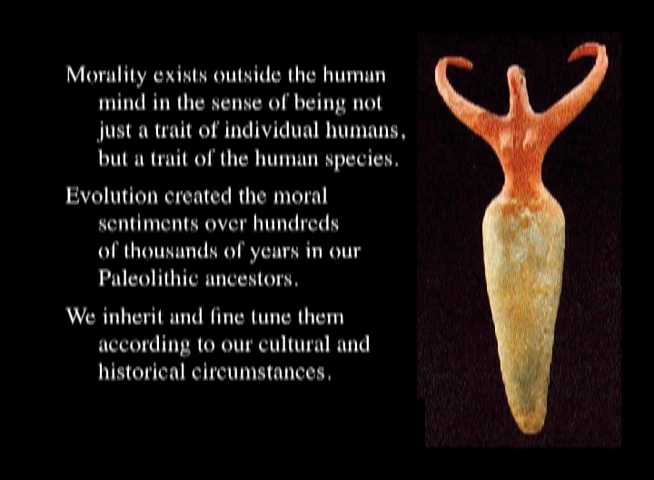 Morality exists outside the human
mind in the sense of being not
just a trait of individual humans,
but a trait of the human species.
Evolution created the moral
sentiments over hundreds
of thousands of years in our
Paleolithic ancestors.
We inherit and fine tune them
according to our cultural and
historical circumstances.